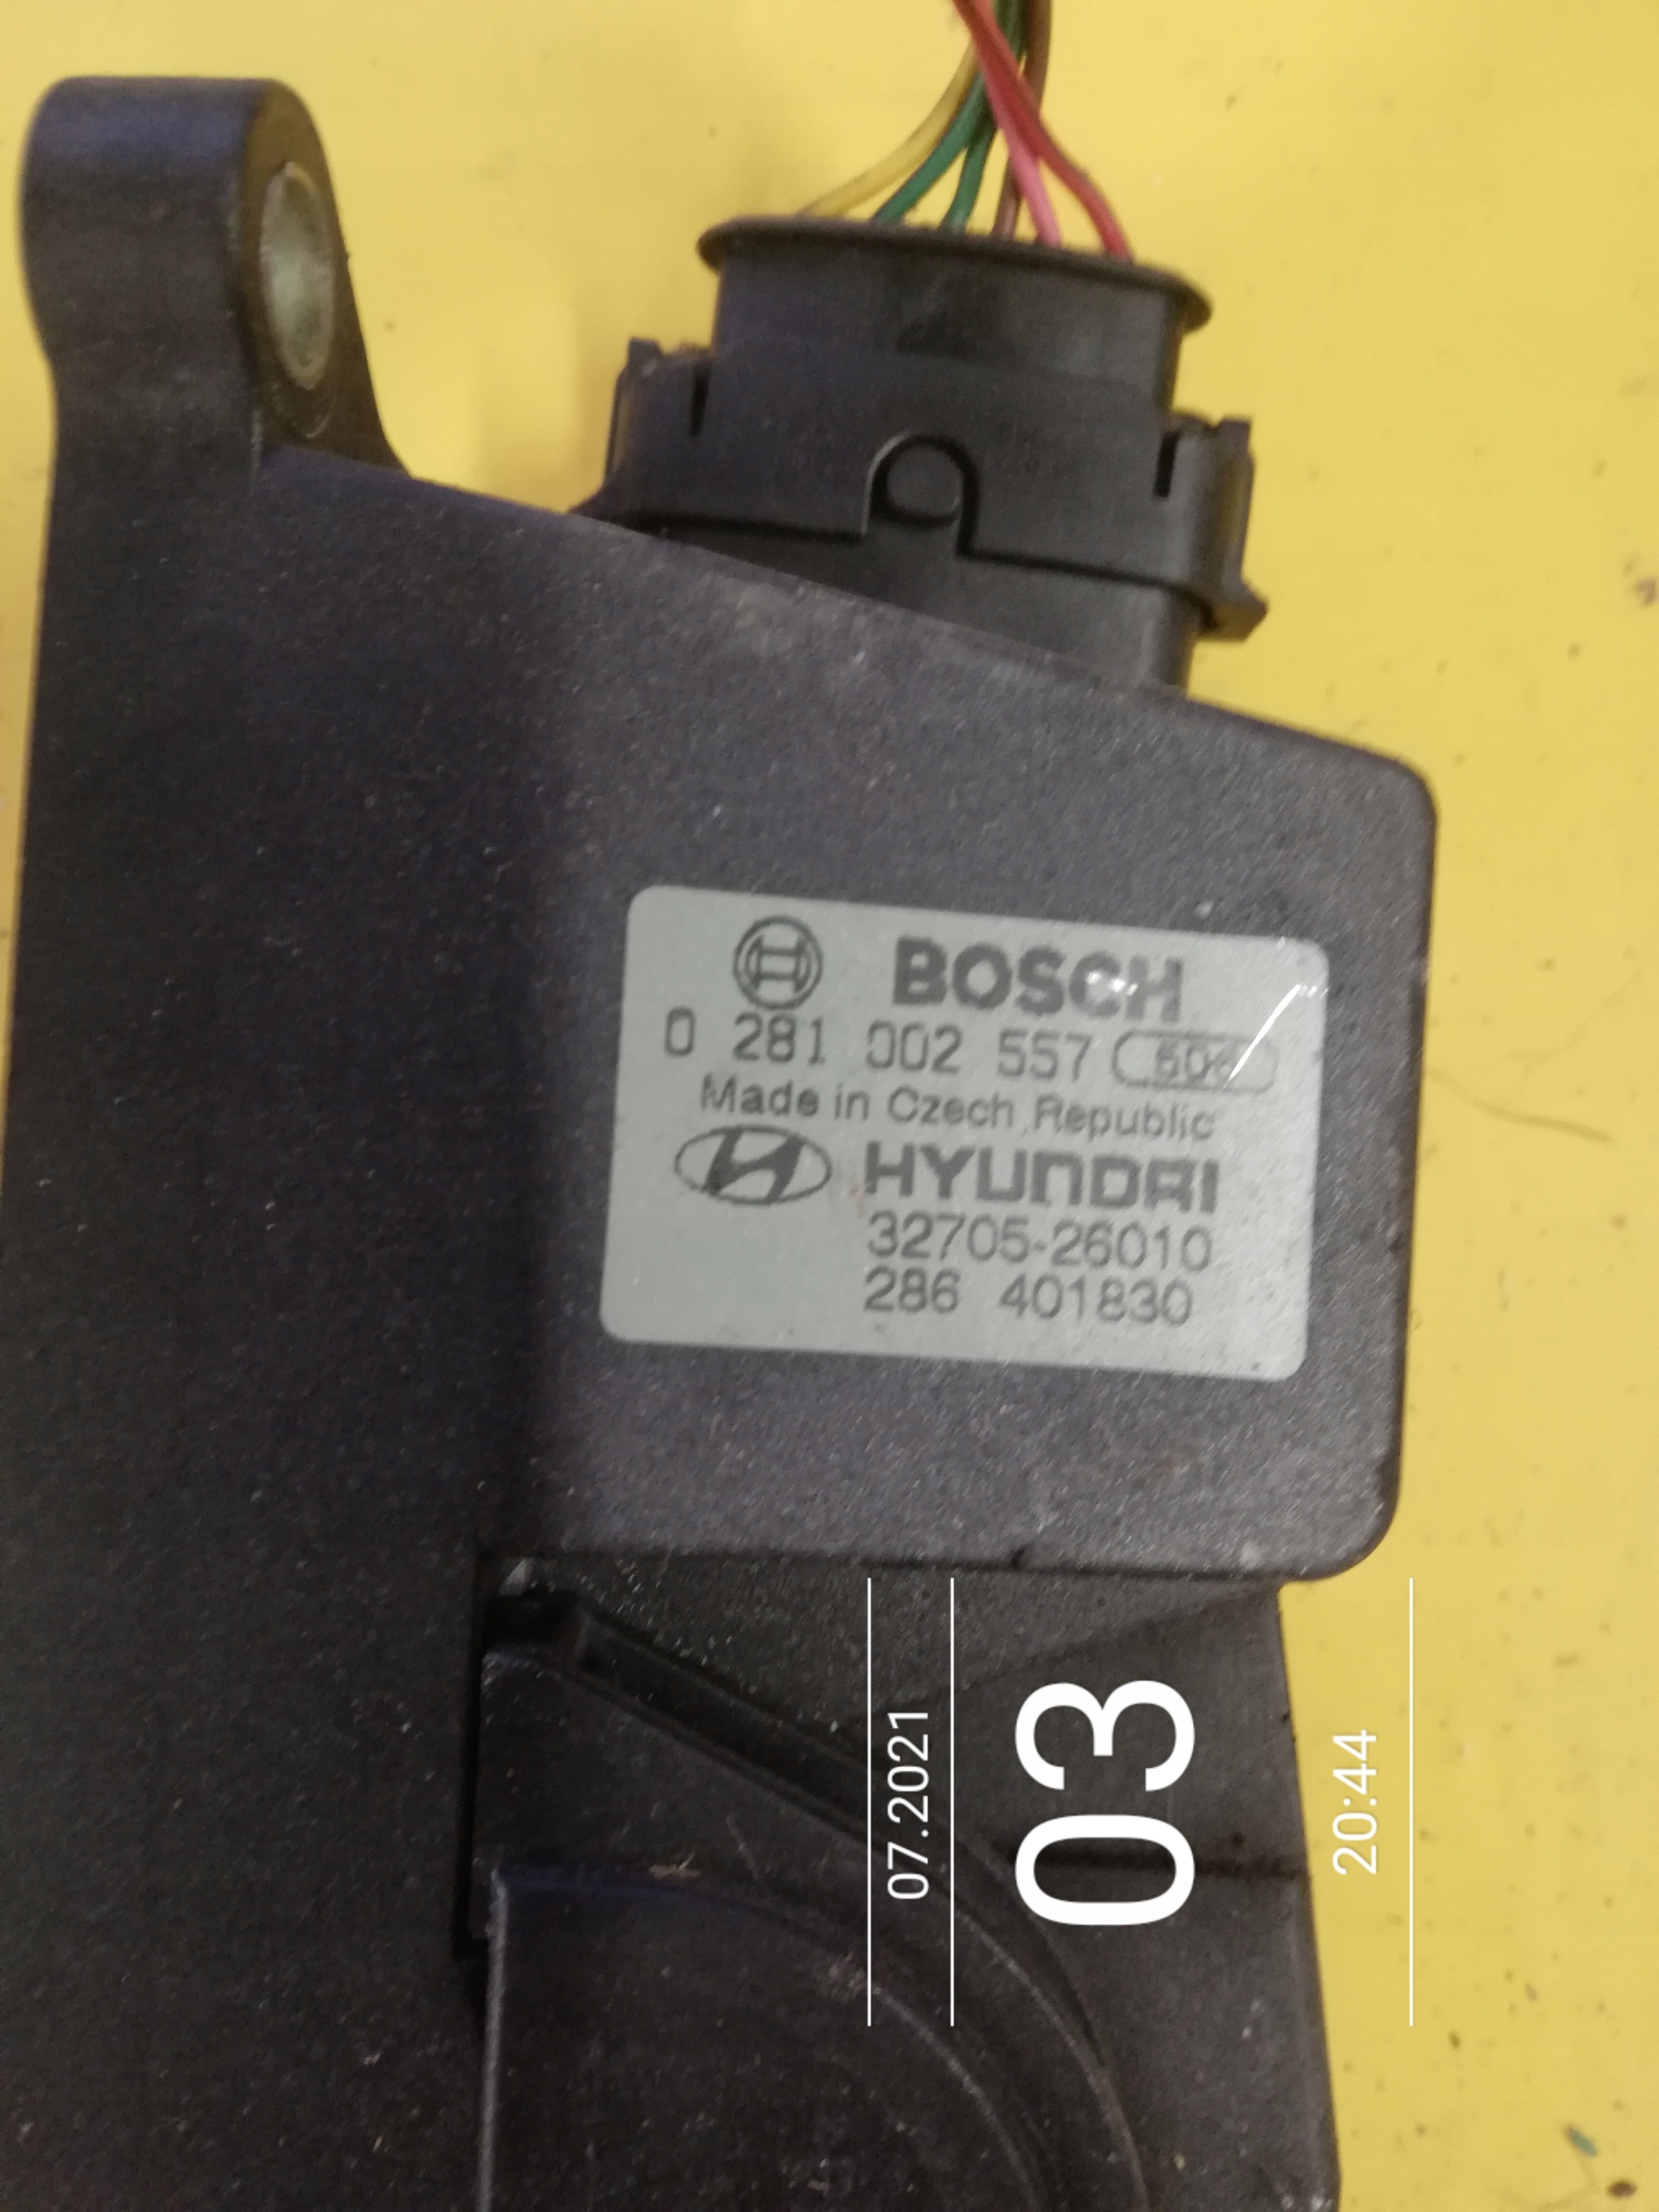 BOSCH
0 281 002 557
Made in Czech Republic
HYUNDAI
32705-26010
286 401830
07.2021
03
20:44